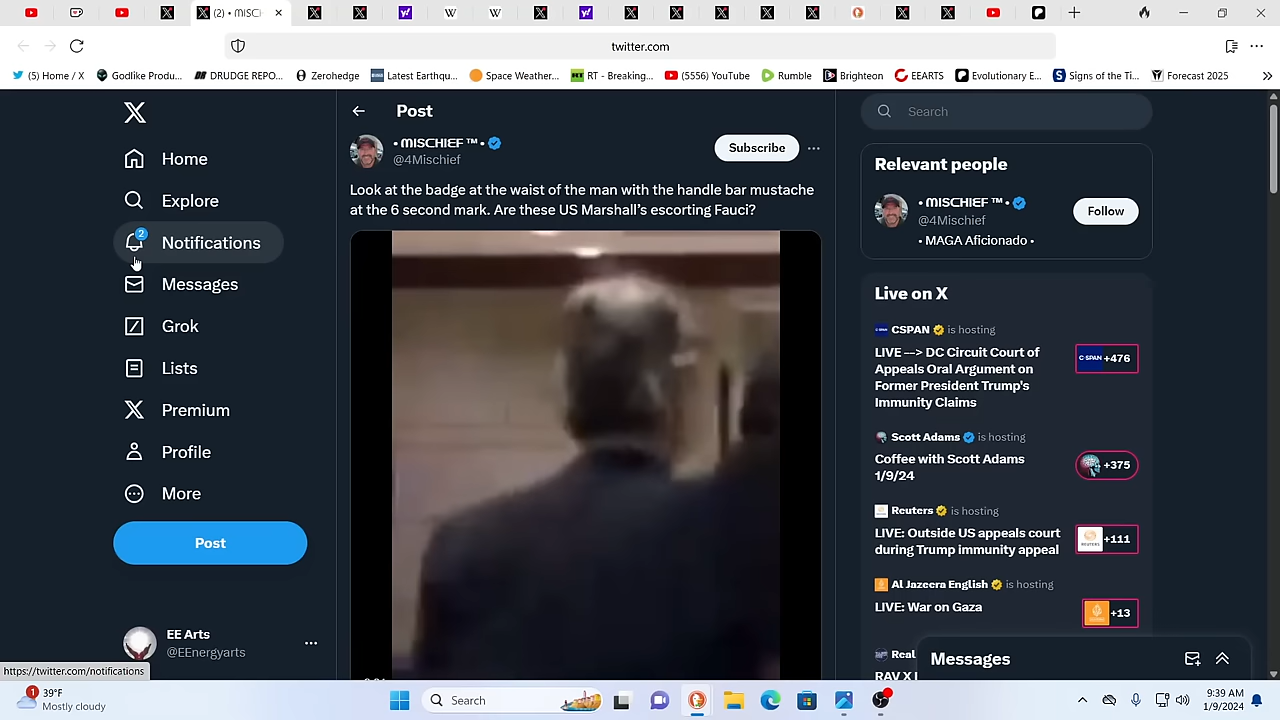 (2) • MISCI
twitter.com
(5) Home / X
Godlike Produ...
DRUDGE REPO...
Zerohedge
Latest Earthqu...
Space Weather...
RT - Breaking...
(5556) YouTube
Rumble
Brighteon
EEARTS
Evolutionary E...
Signs of the Ti...
Forecast 2025
Home
Explore
2
Notifications
Messages
Grok
Lists
Premium
Profile
More
Post
EE Arts
@EEnergyarts
https://twitter.com/notifications
Post
• MISCHIEF ™ •
@4Mischief
Subscribe
Look at the badge at the waist of the man with the handle bar mustache
at the 6 second mark. Are these US Marshall’s escorting Fauci?
Search
Relevant people
• MISCHIEF ™ •
@4Mischief
Follow
• MAGA Aficionado •
Live on X
CSPAN is hosting
LIVE —> DC Circuit Court of
Appeals Oral Argument on
Former President Trump's
Immunity Claims
C-SPAN +476
Scott Adams is hosting
Coffee with Scott Adams
1/9/24
+375
Reuters is hosting
LIVE: Outside US appeals court
during Trump immunity appeal
REUTERS +111
Al Jazeera English is hosting
LIVE: War on Gaza
+13
Real
RAV X L
Messages
1
39°F
Mostly cloudy
Search
9:39 AM
1/9/2024